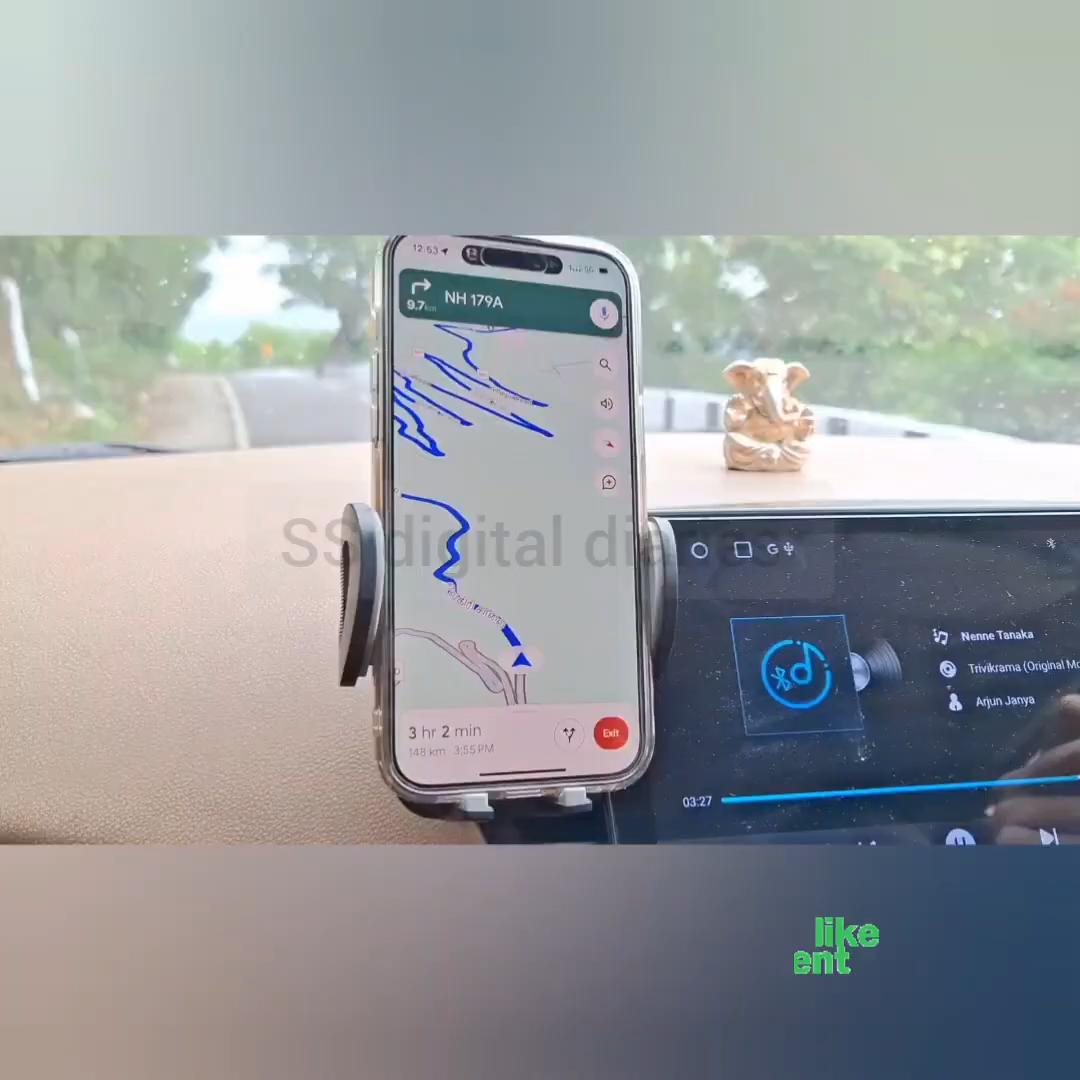 12:53
NH 179A
9.7 km
SS digital diaries
G
Nenne Tanaka
Trivikrama (Original Mo
Arjun Janya
3 hr 2 min
Exit
148 km · 3:55 PM
03:27
like
ent